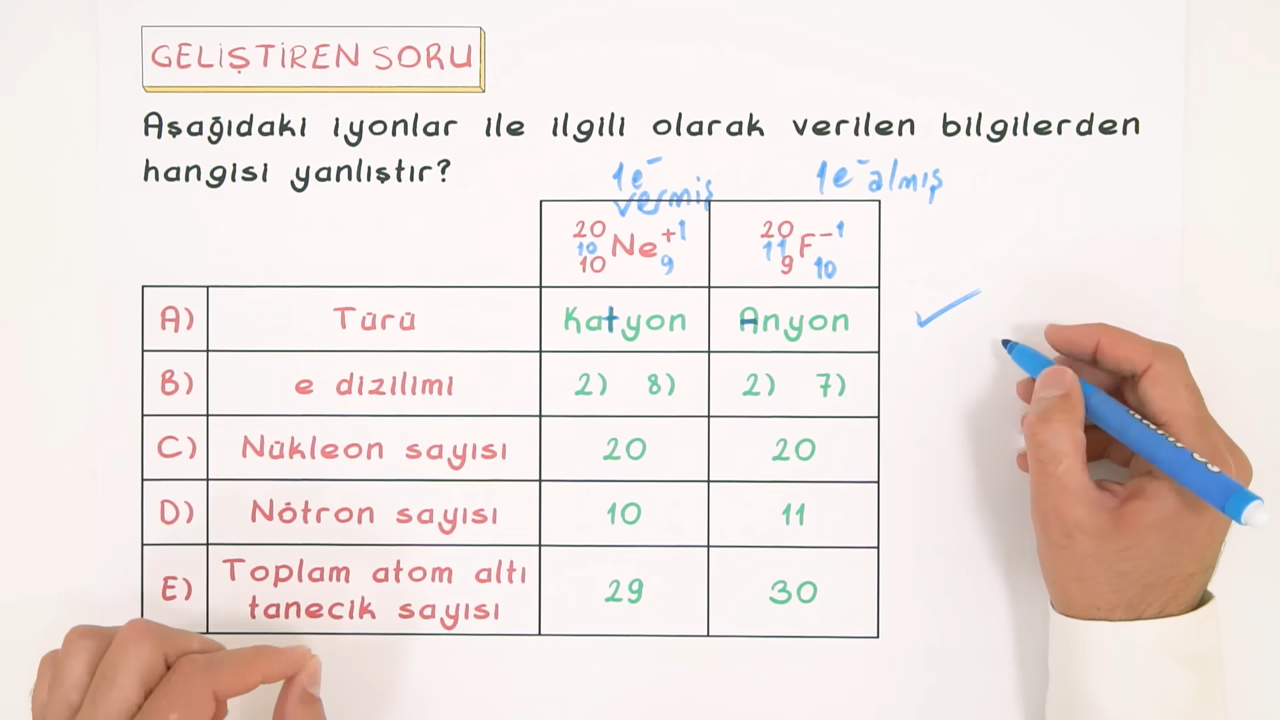 GELİŞTİREN SORU
Aşağıdaki iyonlar ile ilgili olarak verilen bilgilerden
hangisi yanlıştır?
1e⁻ vermiş
1e⁻ almış
20 10 10 Ne +1 9
20 11 9 F −1 10
A) Türü Katyon Anyon
B) e dizilimi 2) 8) 2) 7)
C) Nükleon sayısı 20 20
D) Nötron sayısı 10 11
E) Toplam atom altı
tanecik sayısı 29 30